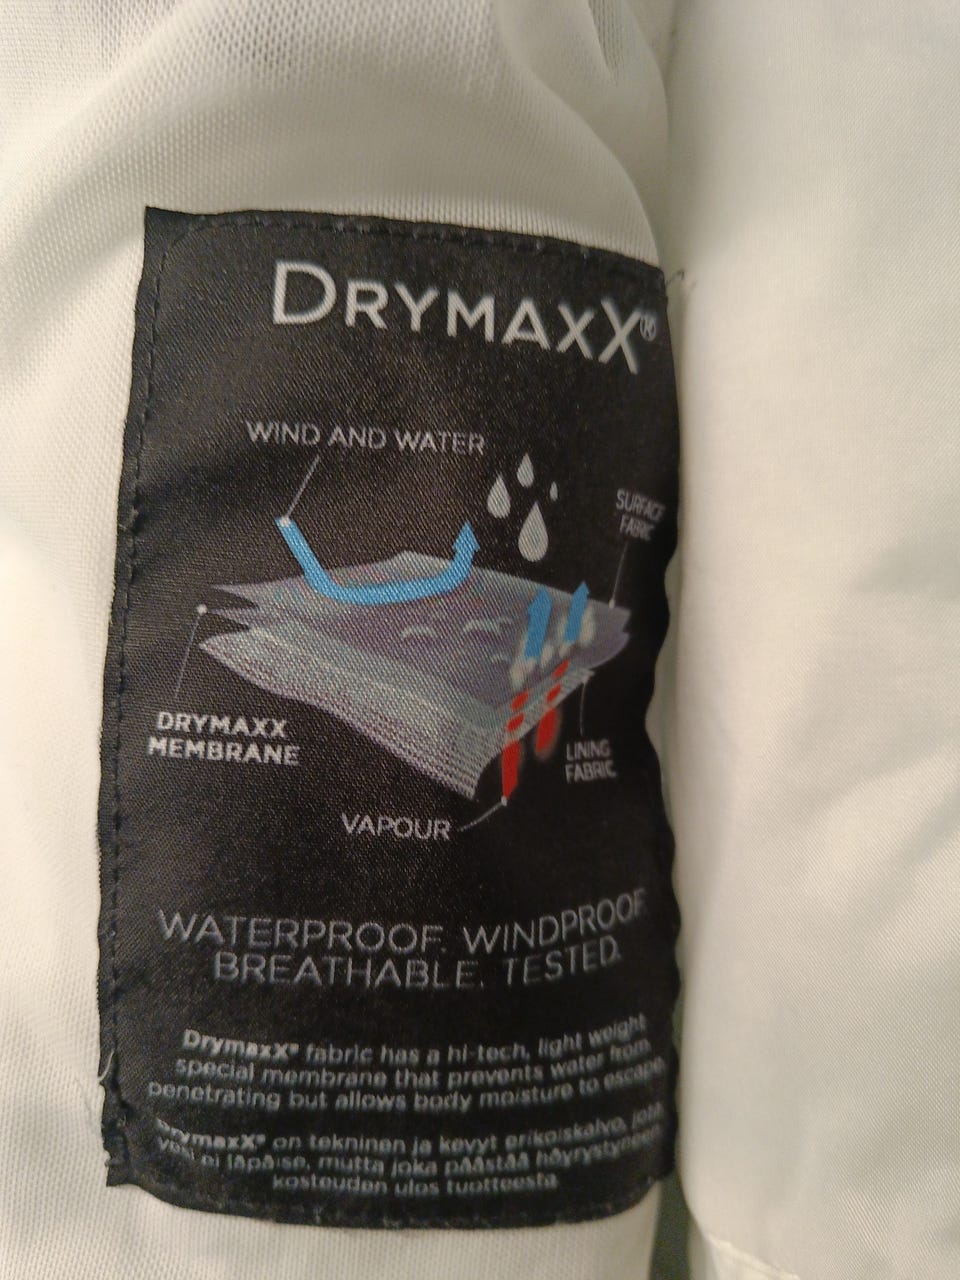 DRYMAXX®
WIND AND WATER
SURFACE
FABRIC
DRYMAXX
MEMBRANE
LINING
FABRIC
VAPOUR
WATERPROOF. WINDPROOF.
BREATHABLE. TESTED.
DrymaxX® fabric has a hi-tech, light weight
special membrane that prevents water from
penetrating but allows body moisture to escape
DrymaxX® on tekninen ja kevyt erikoiskalvo, joka
vesi ei läpäise, mutta joka päästää höyrystyneen
kosteuden ulos tuotteesta